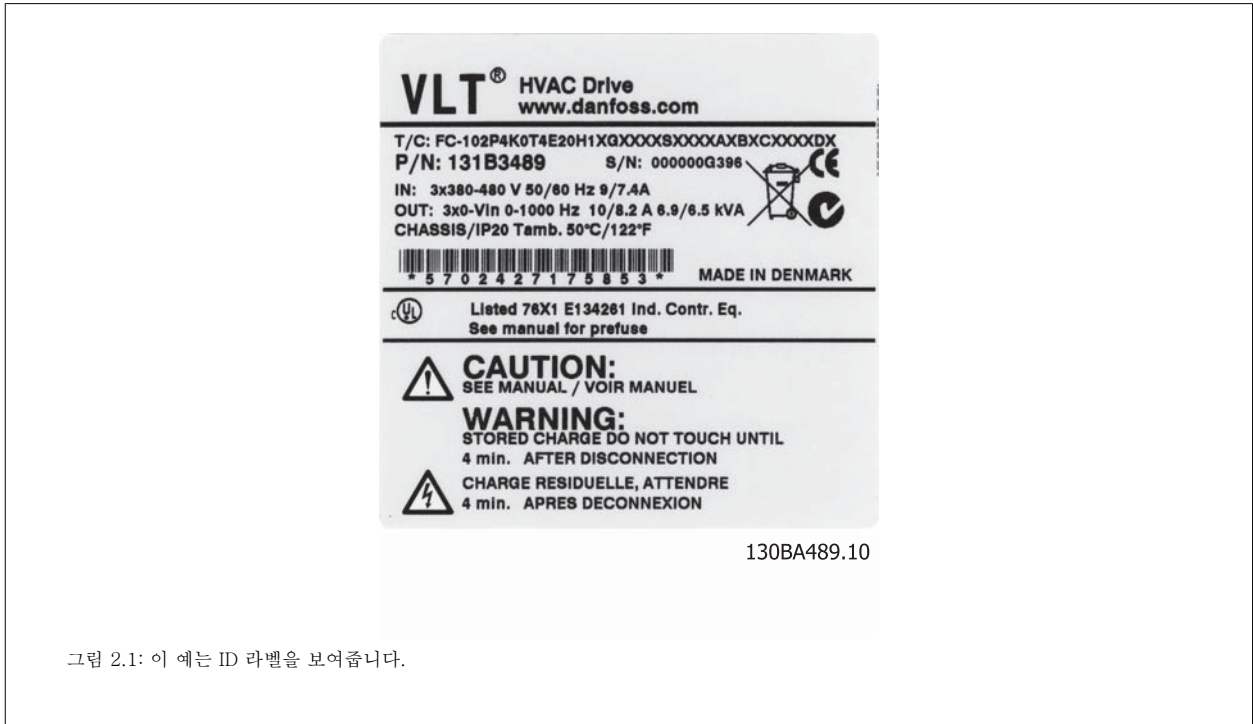 VLT® HVAC Drive
www.danfoss.com
T/C: FC-102P4K0T4E20H1XGXXXXSXXXXAXBXCXXXXDX
P/N: 131B3489 S/N: 000000G396
IN: 3x380-480 V 50/60 Hz 9/7.4A
OUT: 3x0-Vin 0-1000 Hz 10/8.2 A 6.9/6.5 kVA
CHASSIS/IP20 Tamb. 50°C/122°F
* 5 7 0 2 4 2 7 1 7 5 8 5 3 * MADE IN DENMARK
c UL Listed 76X1 E134261 Ind. Contr. Eq.
See manual for prefuse
CAUTION:
SEE MANUAL / VOIR MANUEL
WARNING:
STORED CHARGE DO NOT TOUCH UNTIL
4 min. AFTER DISCONNECTION
CHARGE RESIDUELLE, ATTENDRE
4 min. APRES DECONNEXION
130BA489.10
그림 2.1: 이 예는 ID 라벨을 보여줍니다.